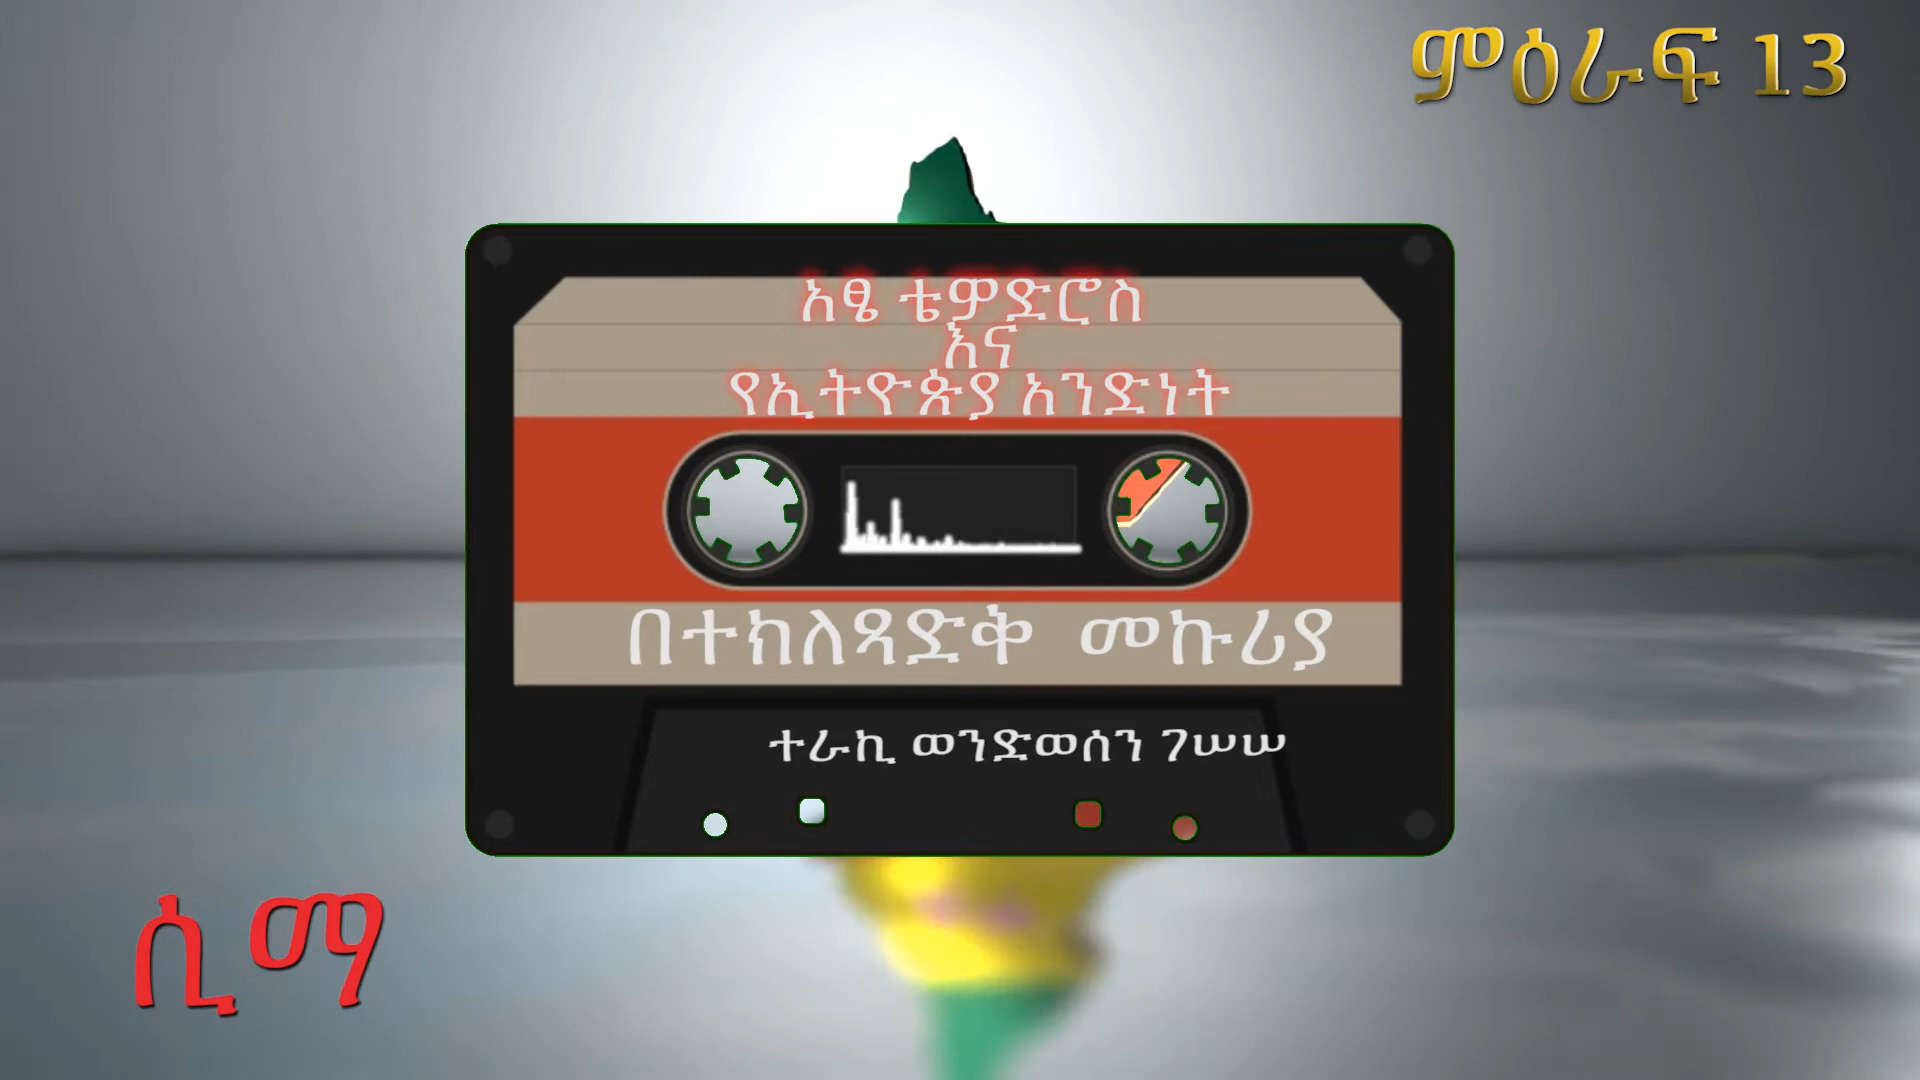 ምዕራፍ 13
አፄ ቴዎድሮስ
እና
የኢትዮጵያ አንድነት
በተክለጻድቅ መኩሪያ
ተራኪ ወንድወሰን ገሠሠ
ሲማ